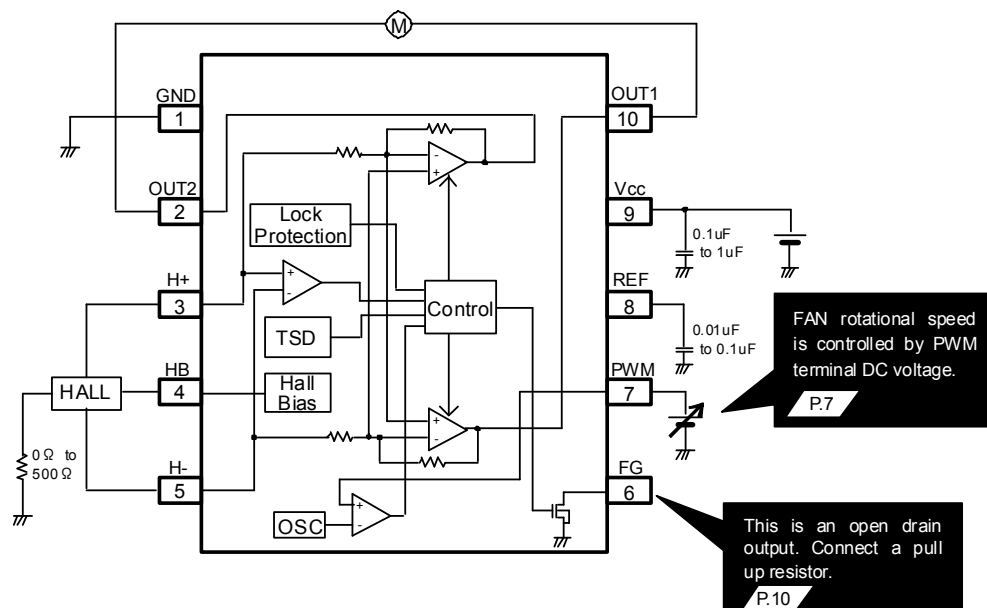 M
GND
1
OUT1
10
OUT2
2
Vcc
9
0.1uF
to 1uF
Lock
Protection
H+
3
REF
8
0.01uF
to 0.1uF
+
-
-
+
Control
TSD
HALL
HB
4
Hall
Bias
PWM
7
0Ω to
500Ω
H-
5
+
-
FG
6
OSC
+
-
FAN rotational speed
is controlled by PWM
terminal DC voltage.
P.7
This is an open drain
output. Connect a pull
up resistor.
P.10